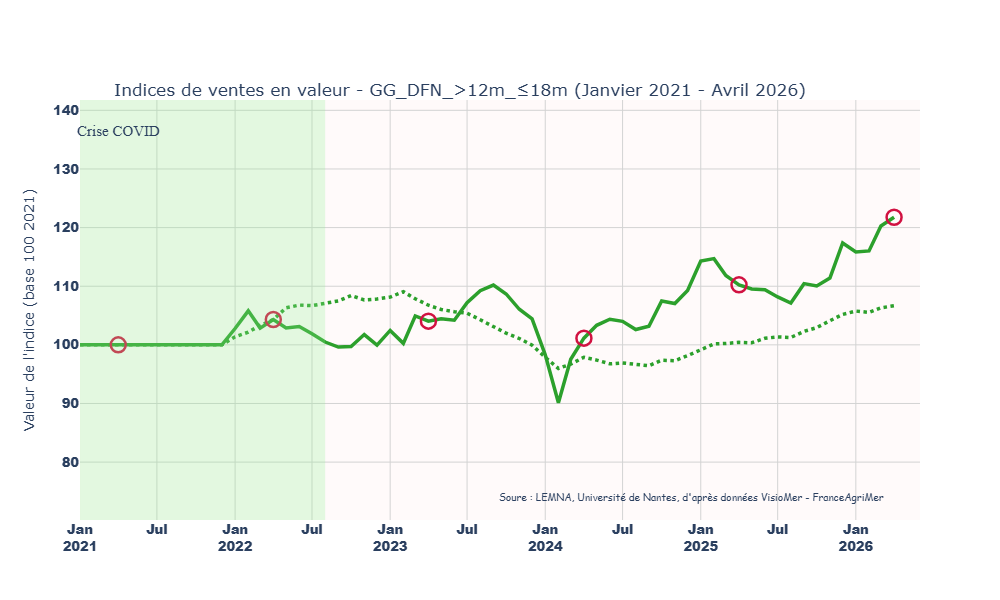 Indices de ventes en valeur - GG_DFN_>12m_≤18m (Janvier 2021 - Avril 2026)
Crise COVID
Valeur de l'indice (base 100 2021)
140
130
120
110
100
90
80
Soure : LEMNA, Université de Nantes, d'après données VisioMer - FranceAgriMer
Jan Jul Jan Jul Jan Jul Jan Jul Jan Jul Jan
2021 2022 2023 2024 2025 2026